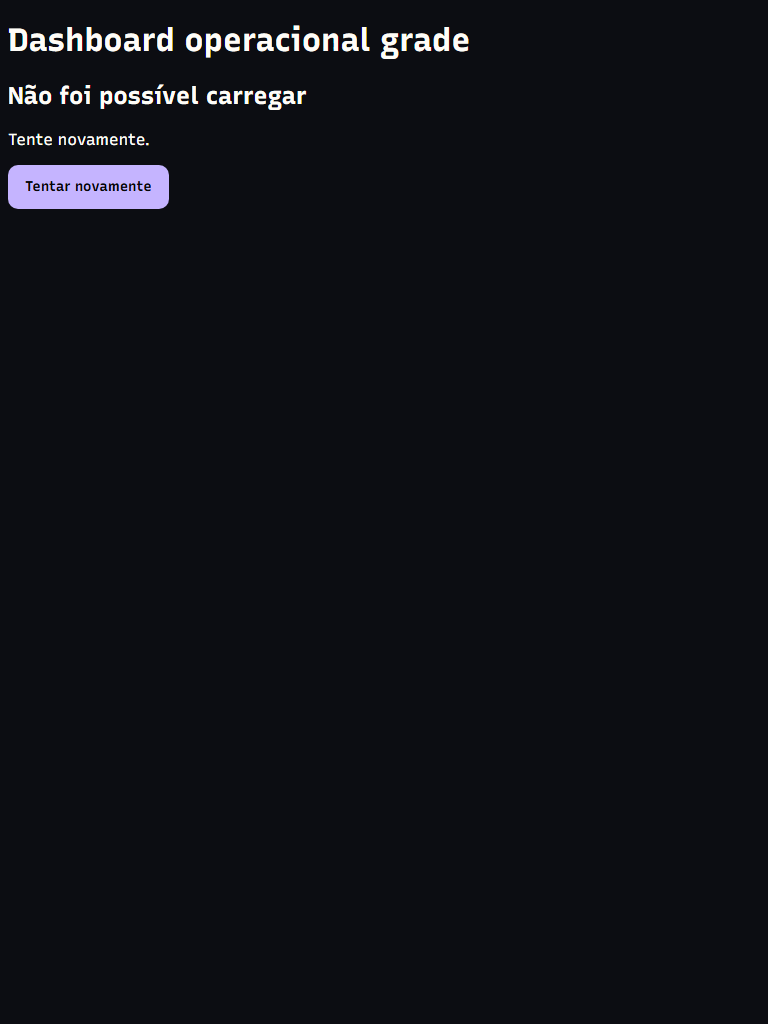 Dashboard operacional grade
Não foi possível carregar
Tente novamente.
Tentar novamente